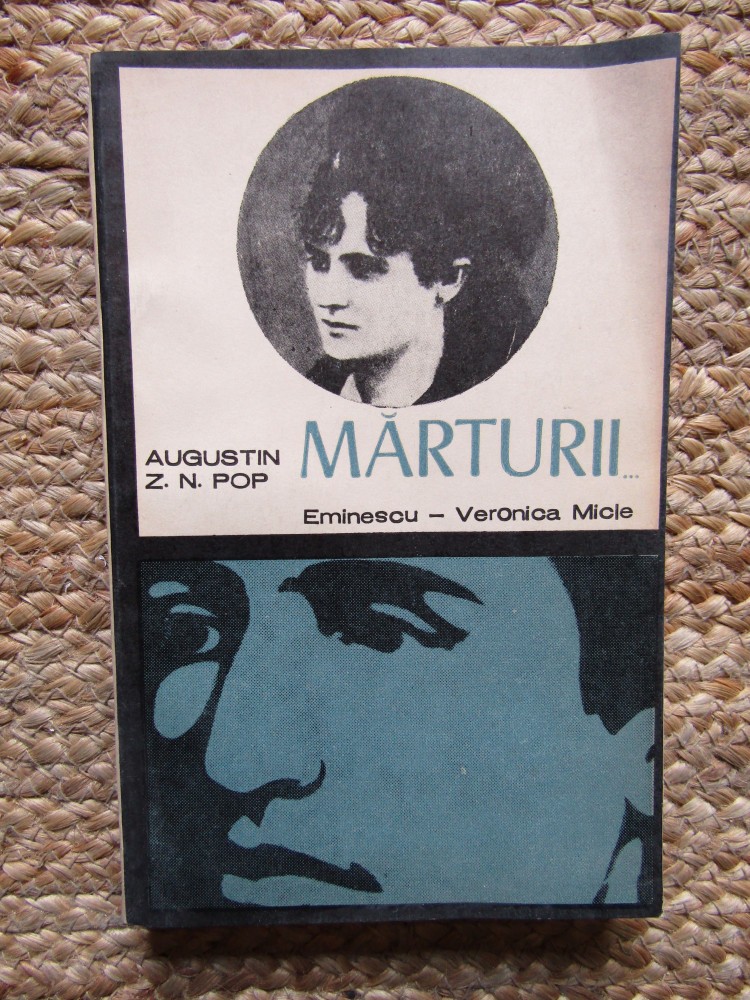 AUGUSTIN
Z. N. POP
MĂRTURII...
Eminescu – Veronica Micle